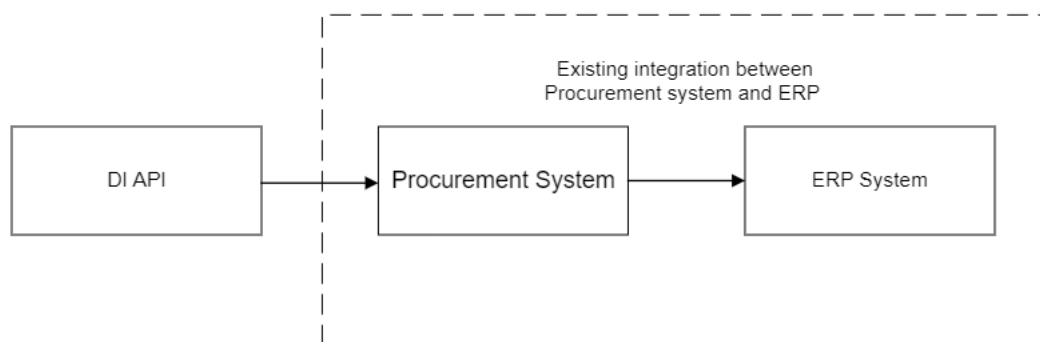 Existing integration between
Procurement system and ERP
DI API
Procurement System
ERP System